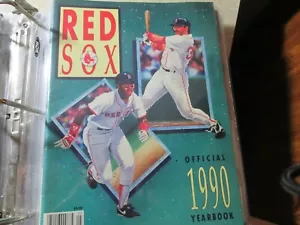 RED
SOX
OFFICIAL
1990
YEARBOOK